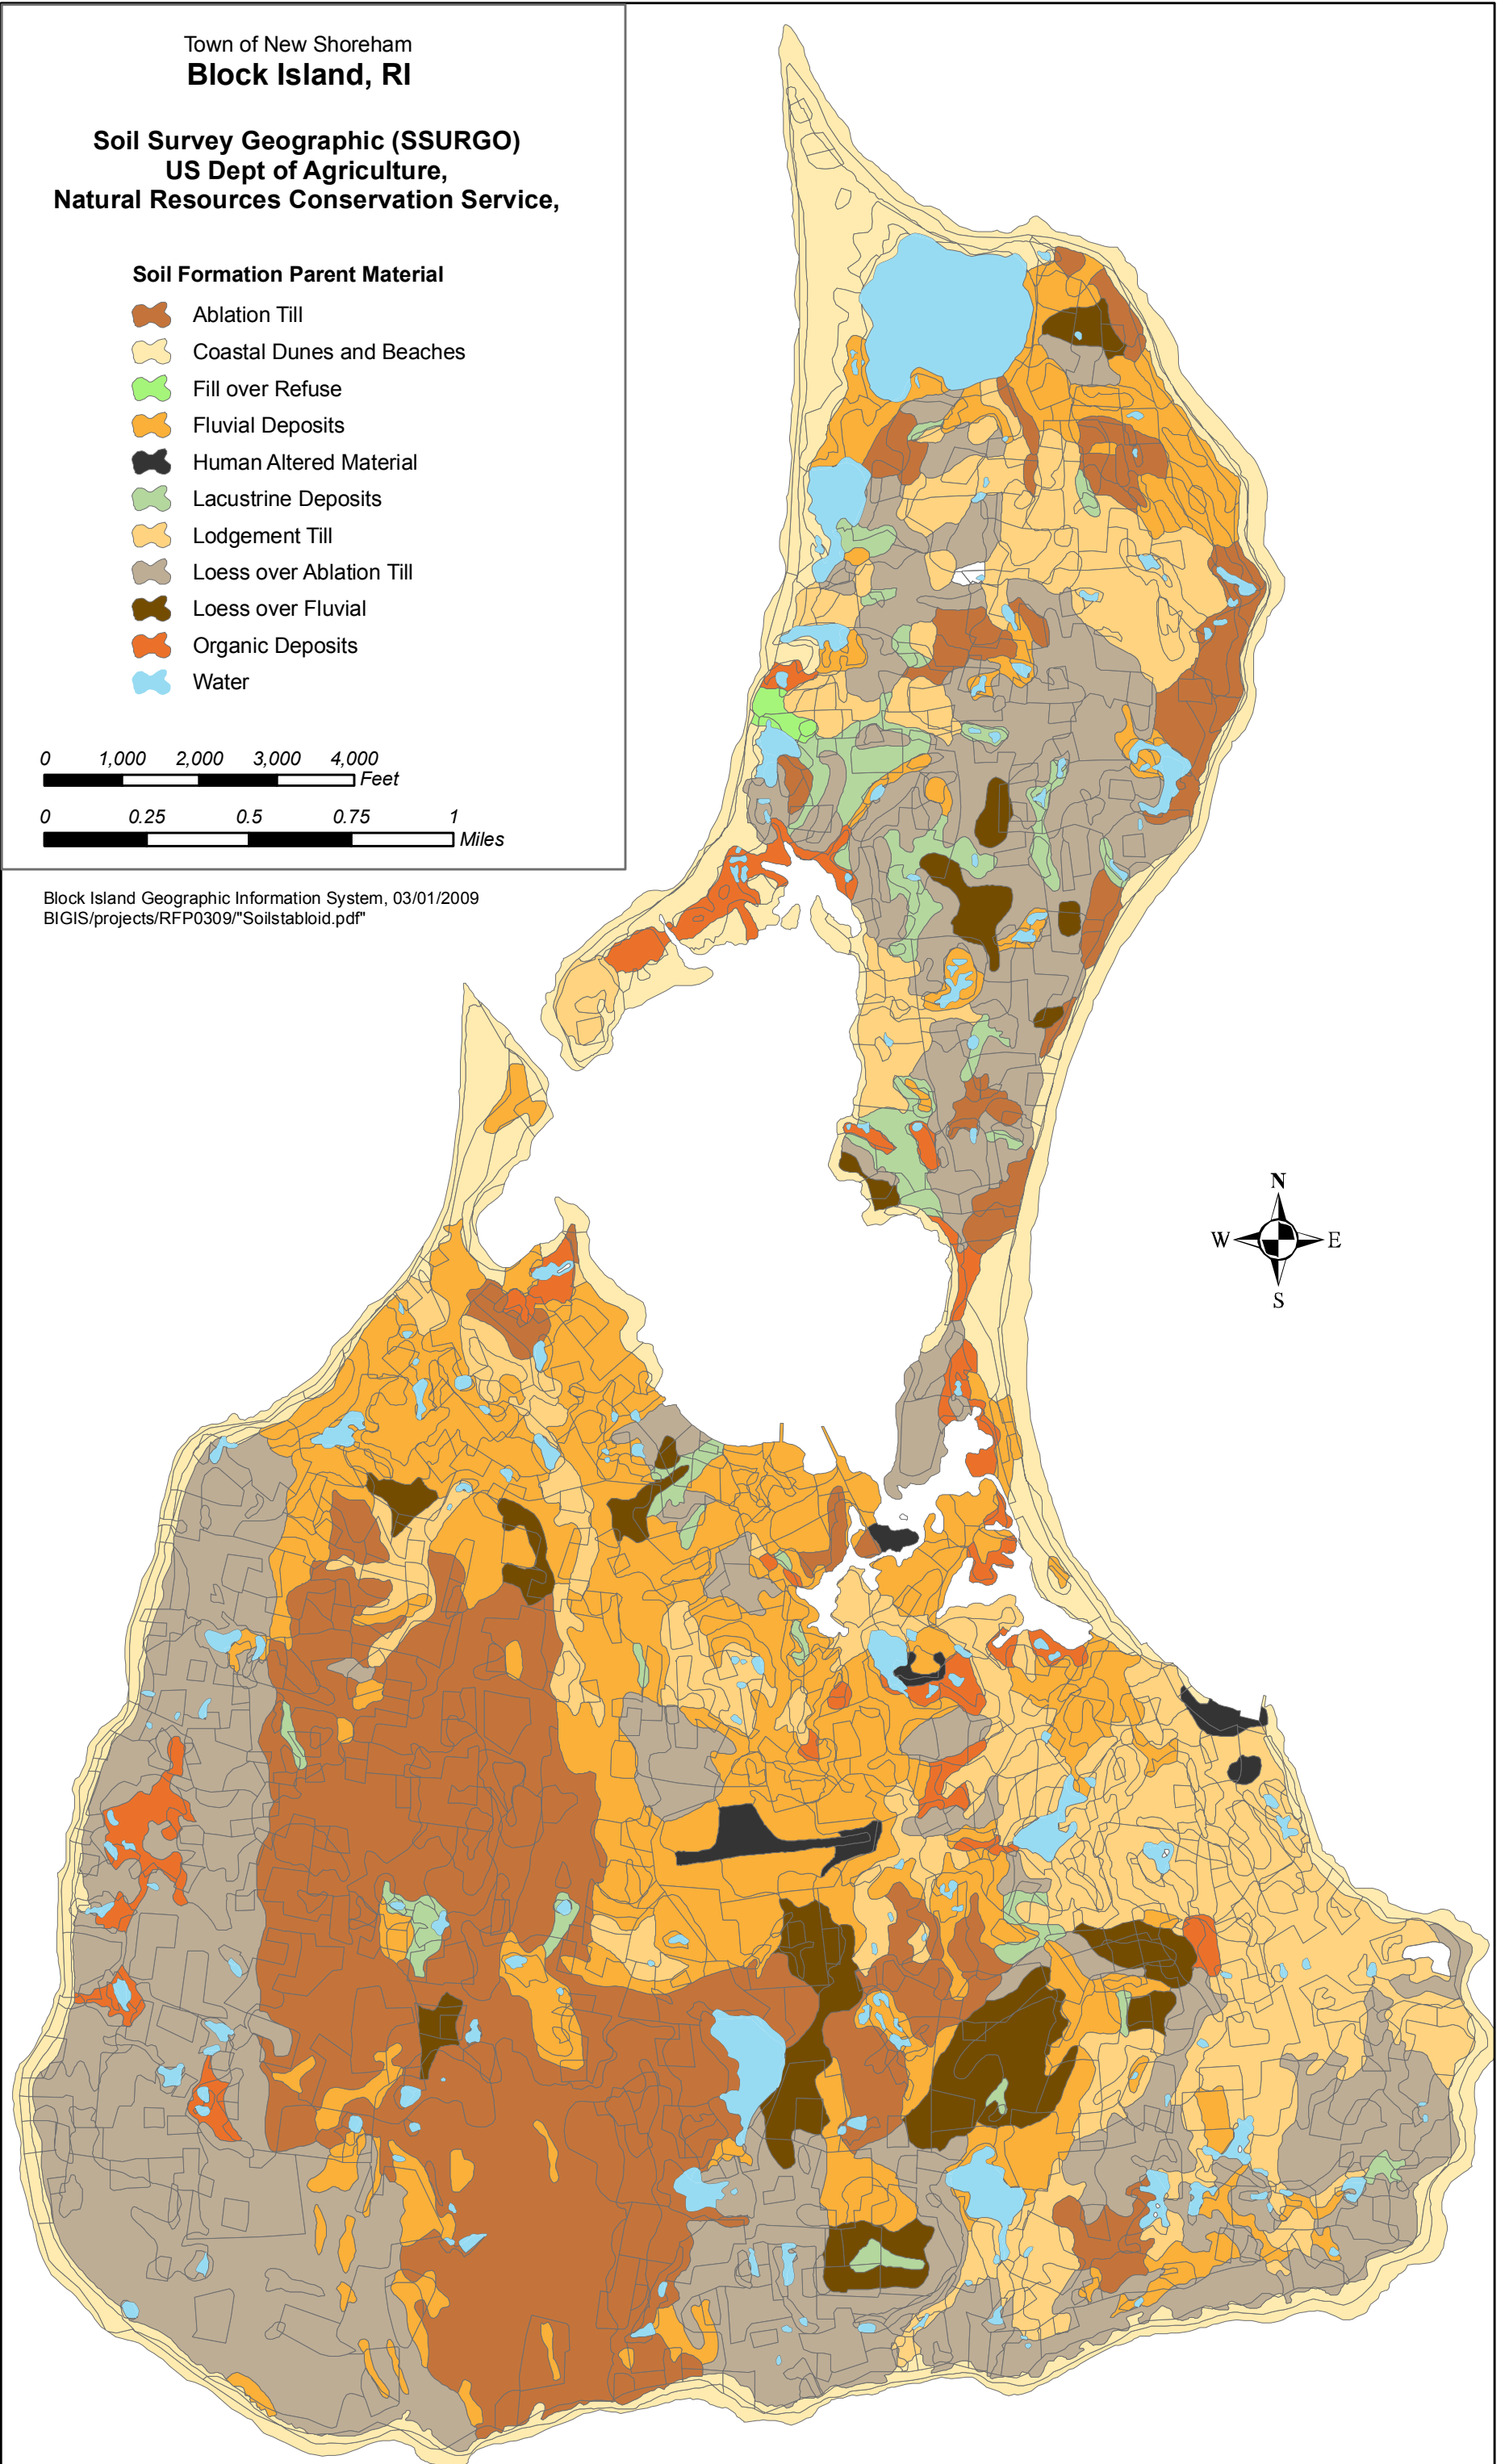 Town of New Shoreham
Block Island, RI
Soil Survey Geographic (SSURGO)
US Dept of Agriculture,
Natural Resources Conservation Service,
Soil Formation Parent Material
Ablation Till
Coastal Dunes and Beaches
Fill over Refuse
Fluvial Deposits
Human Altered Material
Lacustrine Deposits
Lodgement Till
Loess over Ablation Till
Loess over Fluvial
Organic Deposits
Water
0 1,000 2,000 3,000 4,000
Feet
0 0.25 0.5 0.75 1
Miles
Block Island Geographic Information System, 03/01/2009
BIGIS/projects/RFP0309/"Soilstabloid.pdf"
N
W E
S